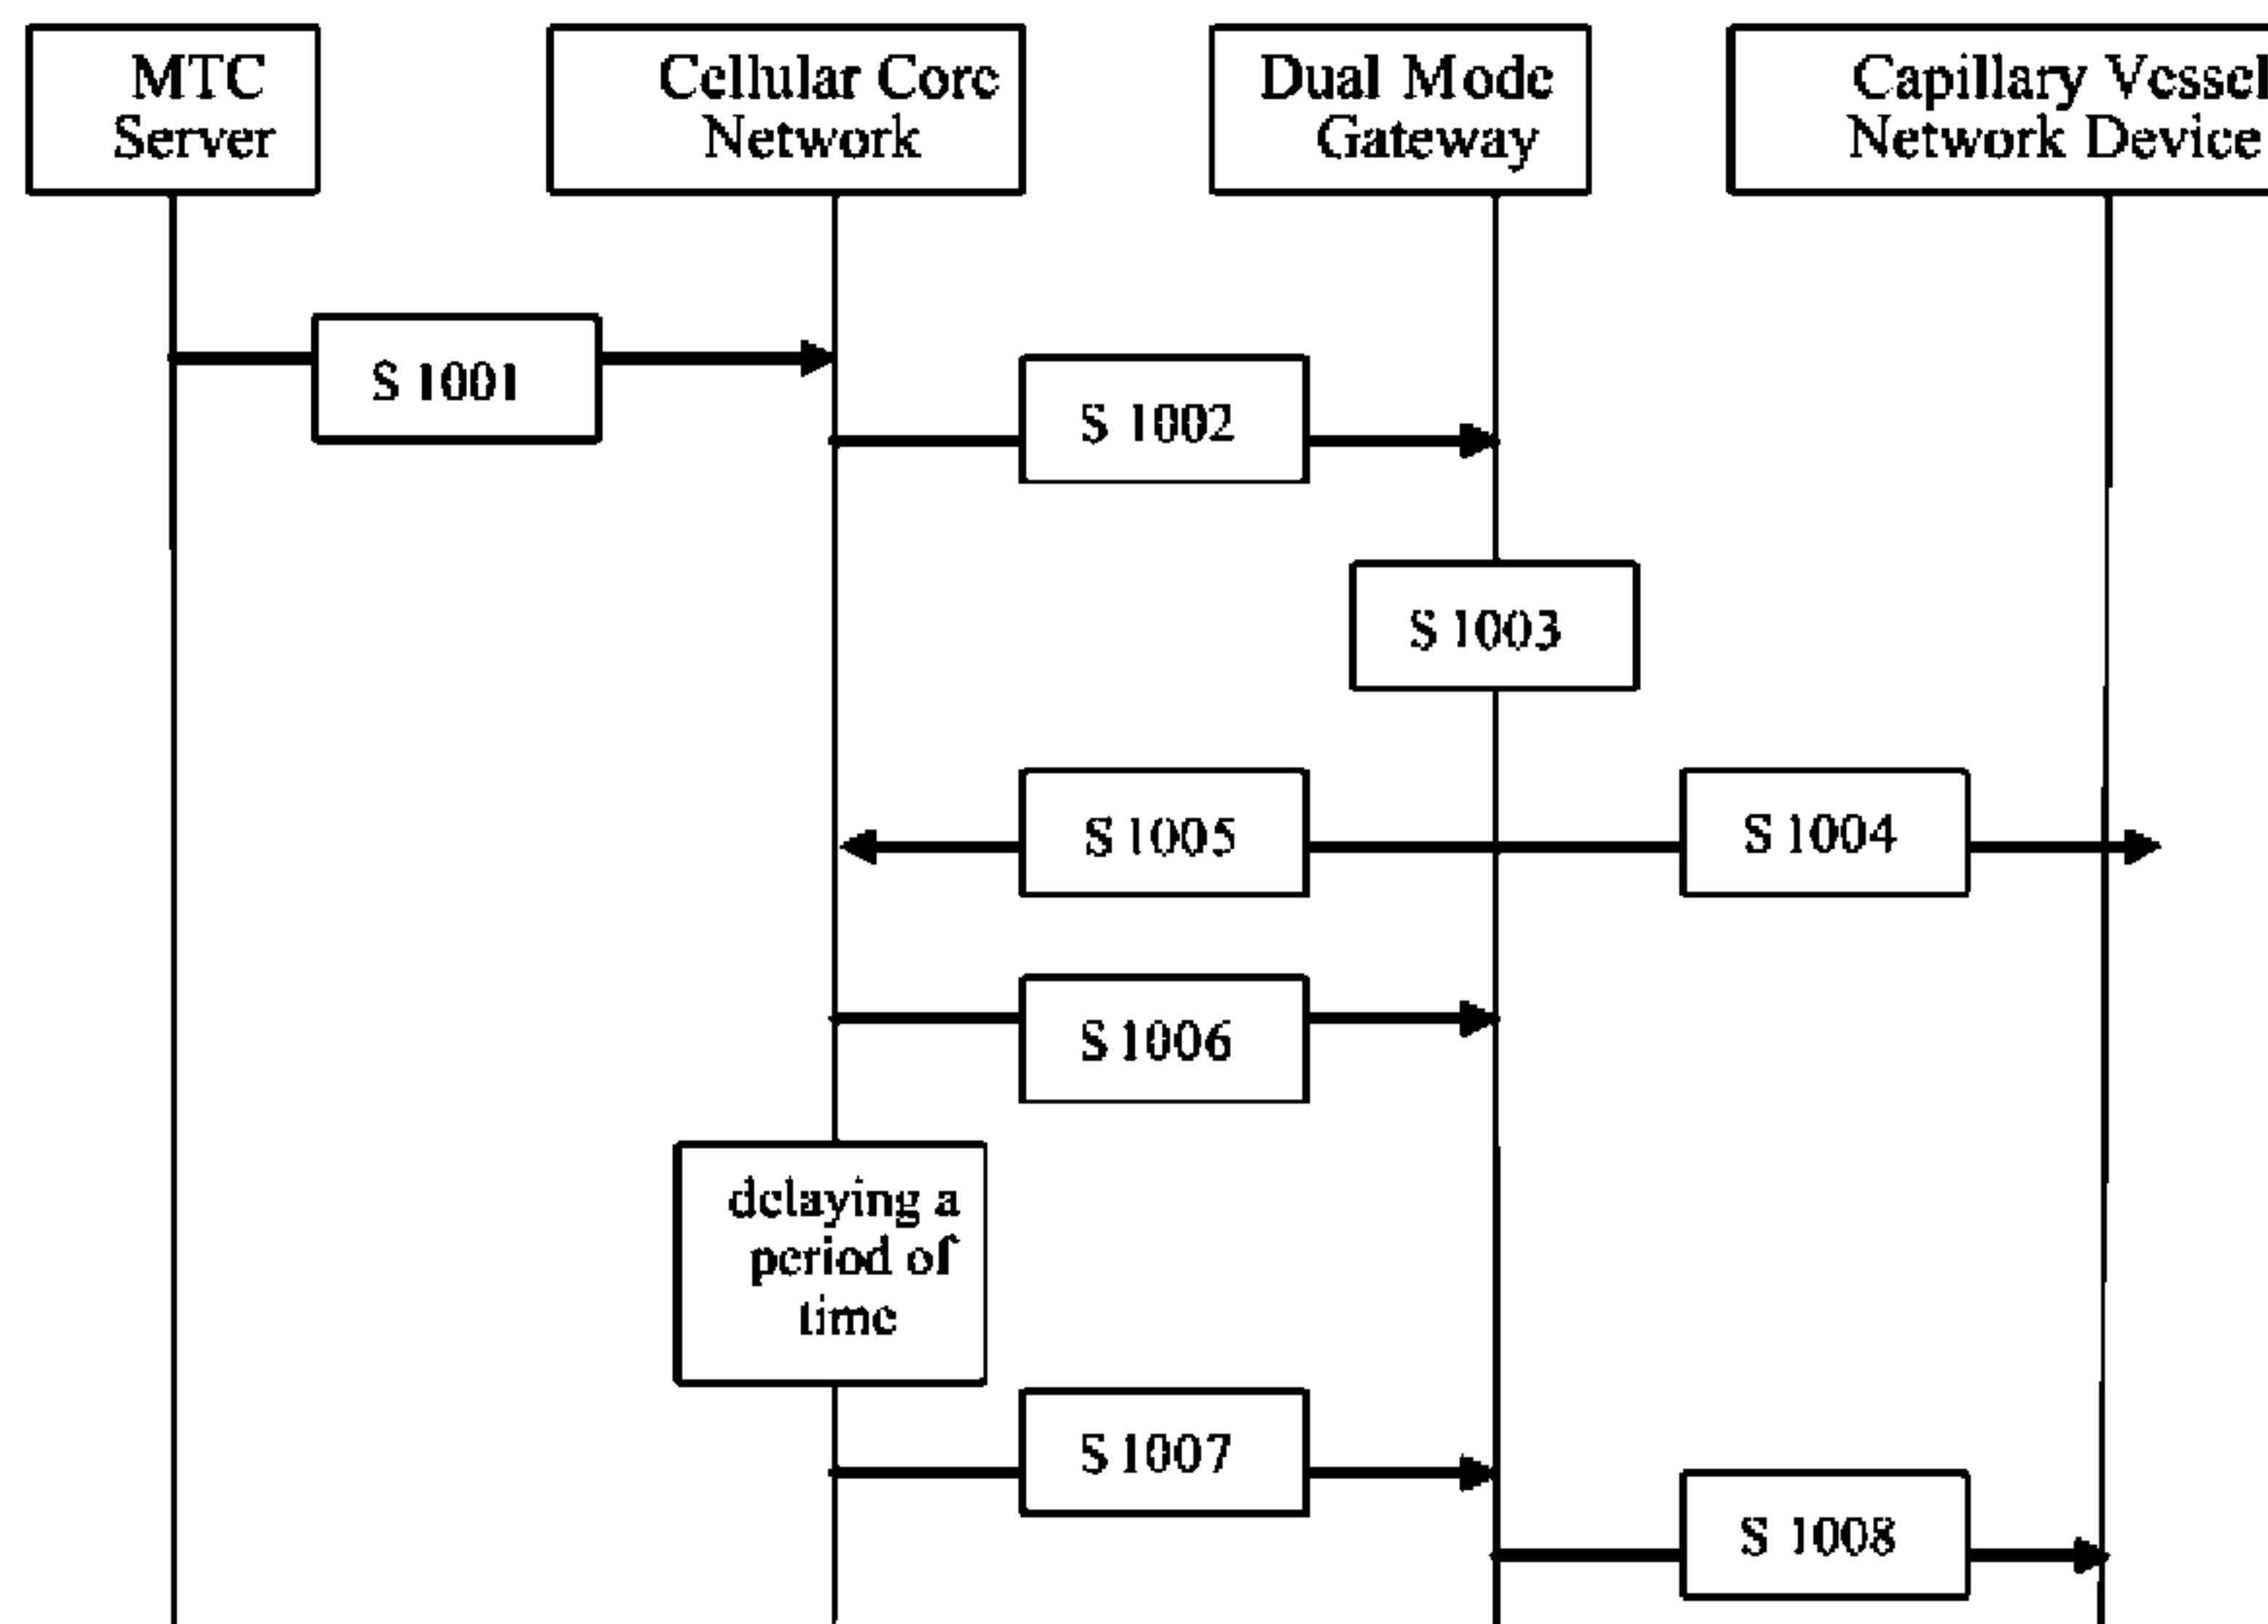 MTC
Server
Cellular Core
Network
Dual Mode
Gateway
Capillary Vessel
Network Device
S 1001
S 1002
S 1003
S 1005
S 1004
S 1006
delaying a
period of
time
S 1007
S 1008